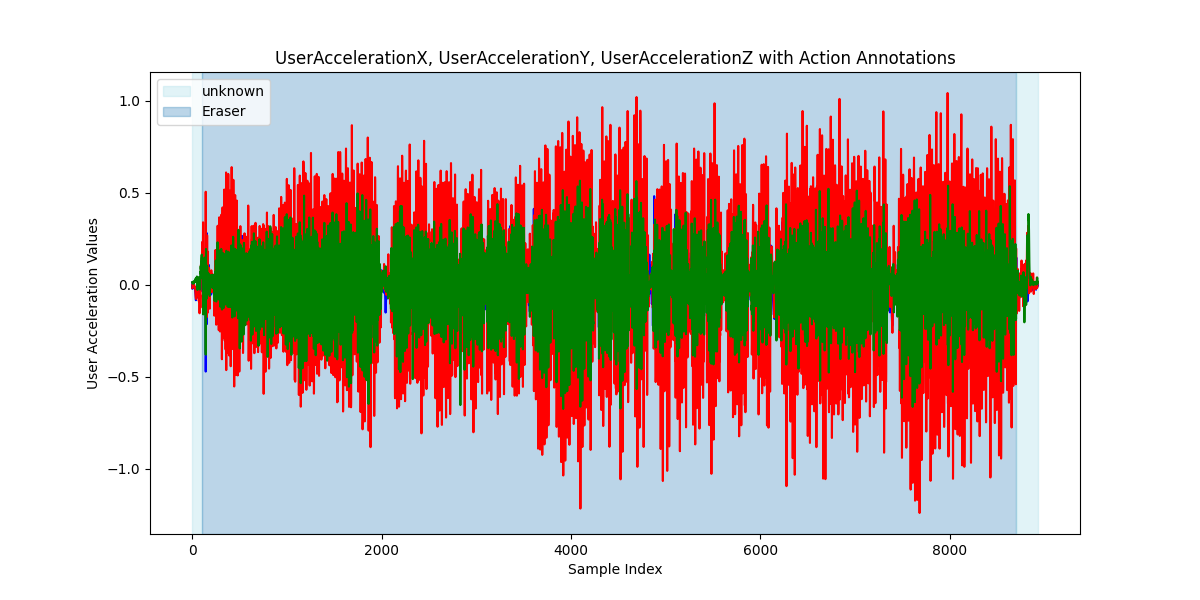 UserAccelerationX, UserAccelerationY, UserAccelerationZ with Action Annotations
unknown
Eraser
1.0
0.5
0.0
−0.5
−1.0
User Acceleration Values
0 2000 4000 6000 8000
Sample Index